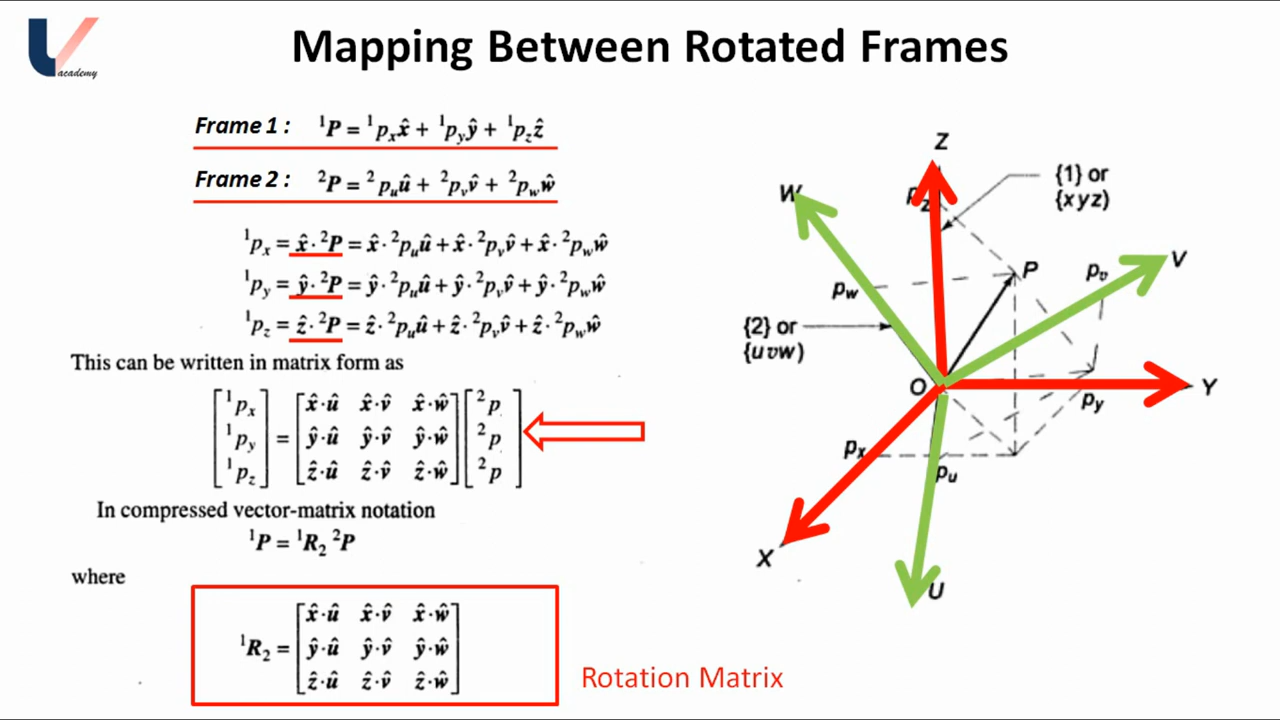 academy
Mapping Between Rotated Frames
Frame 1 : ¹P = ¹pₓx̂ + ¹p_yŷ + ¹p_zẑ
Frame 2 : ²P = ²p_uû + ²p_vv̂ + ²p_wŵ
¹pₓ = x̂·²P = x̂·²p_uû + x̂·²p_vv̂ + x̂·²p_wŵ
¹p_y = ŷ·²P = ŷ·²p_uû + ŷ·²p_vv̂ + ŷ·²p_wŵ
¹p_z = ẑ·²P = ẑ·²p_uû + ẑ·²p_vv̂ + ẑ·²p_wŵ
This can be written in matrix form as
[¹pₓ] [x̂·û x̂·v̂ x̂·ŵ] [²p]
[¹p_y] = [ŷ·û ŷ·v̂ ŷ·ŵ] [²p]
[¹p_z] [ẑ·û ẑ·v̂ ẑ·ŵ] [²p]
In compressed vector-matrix notation
¹P = ¹R₂ ²P
where
[x̂·û x̂·v̂ x̂·ŵ]
¹R₂ = [ŷ·û ŷ·v̂ ŷ·ŵ]
[ẑ·û ẑ·v̂ ẑ·ŵ]
Rotation Matrix
Z
{1} or
{x y z}
W
p_z
P
p_v
V
p_w
{2} or
{u v w}
O
Y
p_y
pₓ
p_u
X
U